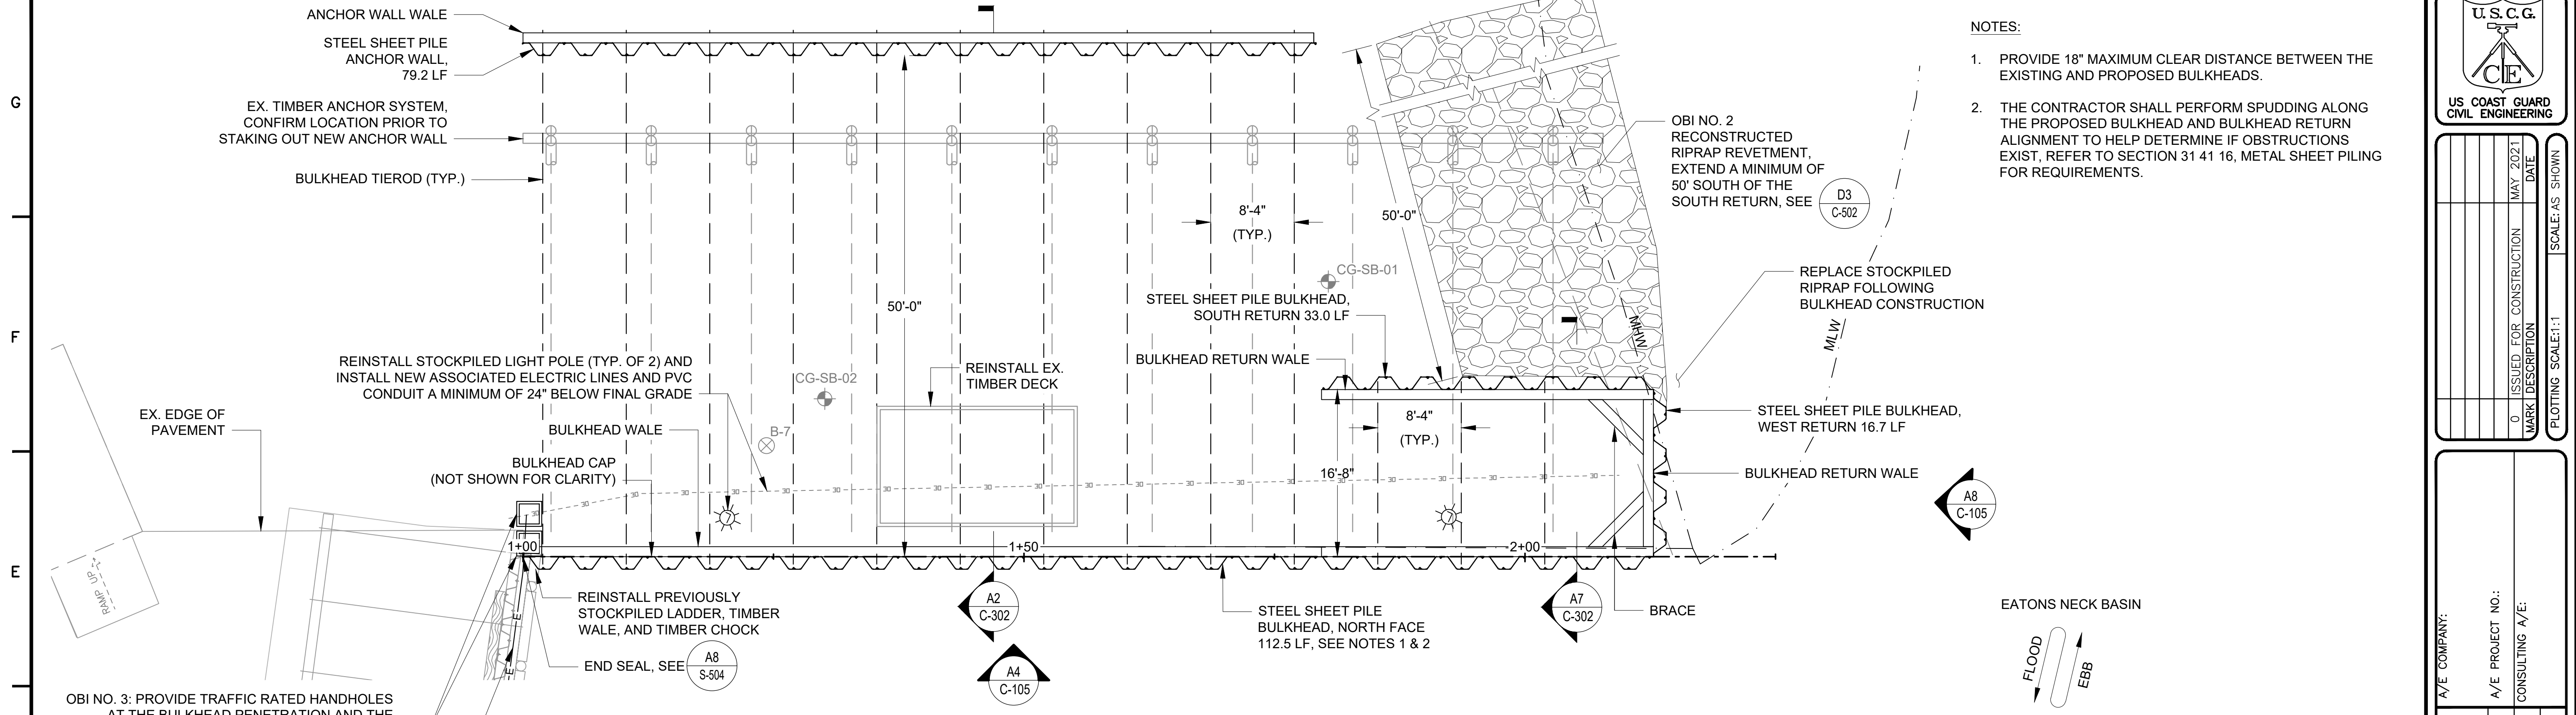 ANCHOR WALL WALE
STEEL SHEET PILE
ANCHOR WALL,
79.2 LF
EX. TIMBER ANCHOR SYSTEM,
CONFIRM LOCATION PRIOR TO
STAKING OUT NEW ANCHOR WALL
BULKHEAD TIEROD (TYP.)
G
F
E
50'-0"
8'-4"
(TYP.)
50'-0"
OBI NO. 2
RECONSTRUCTED
RIPRAP REVETMENT,
EXTEND A MINIMUM OF
50' SOUTH OF THE
SOUTH RETURN, SEE
D3
C-502
CG-SB-01
STEEL SHEET PILE BULKHEAD,
SOUTH RETURN 33.0 LF
BULKHEAD RETURN WALE
REPLACE STOCKPILED
RIPRAP FOLLOWING
BULKHEAD CONSTRUCTION
MHW
MLW
REINSTALL STOCKPILED LIGHT POLE (TYP. OF 2) AND
INSTALL NEW ASSOCIATED ELECTRIC LINES AND PVC
CONDUIT A MINIMUM OF 24" BELOW FINAL GRADE
CG-SB-02
REINSTALL EX.
TIMBER DECK
EX. EDGE OF
PAVEMENT
BULKHEAD WALE
B-7
BULKHEAD CAP
(NOT SHOWN FOR CLARITY)
8'-4"
(TYP.)
16'-8"
STEEL SHEET PILE BULKHEAD,
WEST RETURN 16.7 LF
BULKHEAD RETURN WALE
A8
C-105
1+00
1+50
2+00
RAMP UP
E
E
REINSTALL PREVIOUSLY
STOCKPILED LADDER, TIMBER
WALE, AND TIMBER CHOCK
END SEAL, SEE
A8
S-504
A2
C-302
A4
C-105
STEEL SHEET PILE
BULKHEAD, NORTH FACE
112.5 LF, SEE NOTES 1 & 2
A7
C-302
BRACE
EATONS NECK BASIN
FLOOD
EBB
OBI NO. 3: PROVIDE TRAFFIC RATED HANDHOLES
AT THE BULKHEAD PENETRATION AND THE
NOTES:
1. PROVIDE 18" MAXIMUM CLEAR DISTANCE BETWEEN THE
EXISTING AND PROPOSED BULKHEADS.
2. THE CONTRACTOR SHALL PERFORM SPUDDING ALONG
THE PROPOSED BULKHEAD AND BULKHEAD RETURN
ALIGNMENT TO HELP DETERMINE IF OBSTRUCTIONS
EXIST, REFER TO SECTION 31 41 16, METAL SHEET PILING
FOR REQUIREMENTS.
U.S.C.G.
CE
US COAST GUARD
CIVIL ENGINEERING
0 ISSUED FOR CONSTRUCTION MAY 2021
MARK DESCRIPTION DATE
PLOTTING SCALE:1:1 SCALE: AS SHOWN
A/E COMPANY:
A/E PROJECT NO.:
CONSULTING A/E: